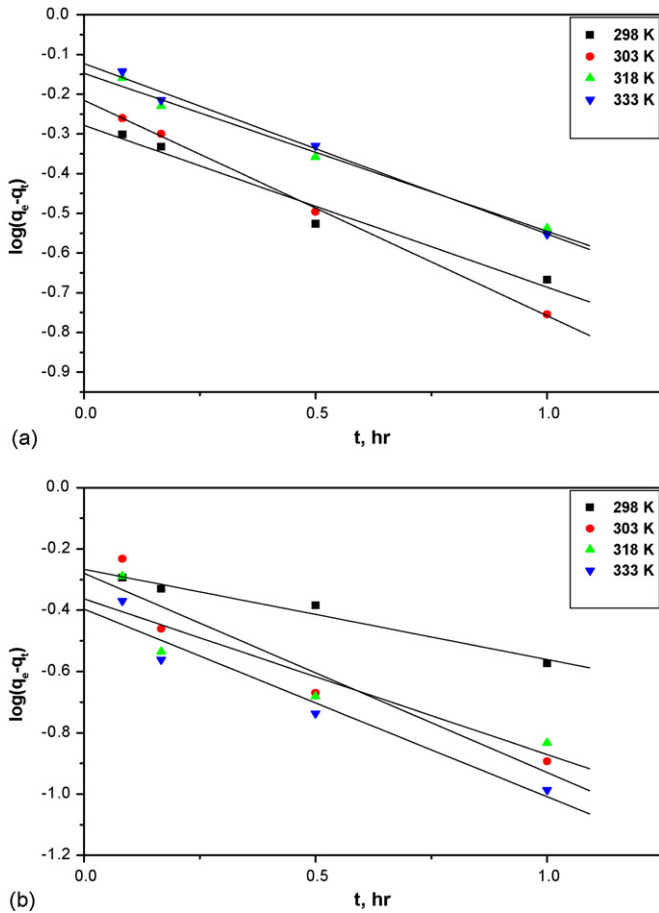 0.0
-0.1
-0.2
-0.3
-0.4
-0.5
-0.6
-0.7
-0.8
-0.9
log(qₑ-qₜ)
298 K
303 K
318 K
333 K
0.0 0.5 1.0
(a) t, hr
0.0
-0.2
-0.4
-0.6
-0.8
-1.0
-1.2
log(qₑ-qₜ)
298 K
303 K
318 K
333 K
0.0 0.5 1.0
(b) t, hr